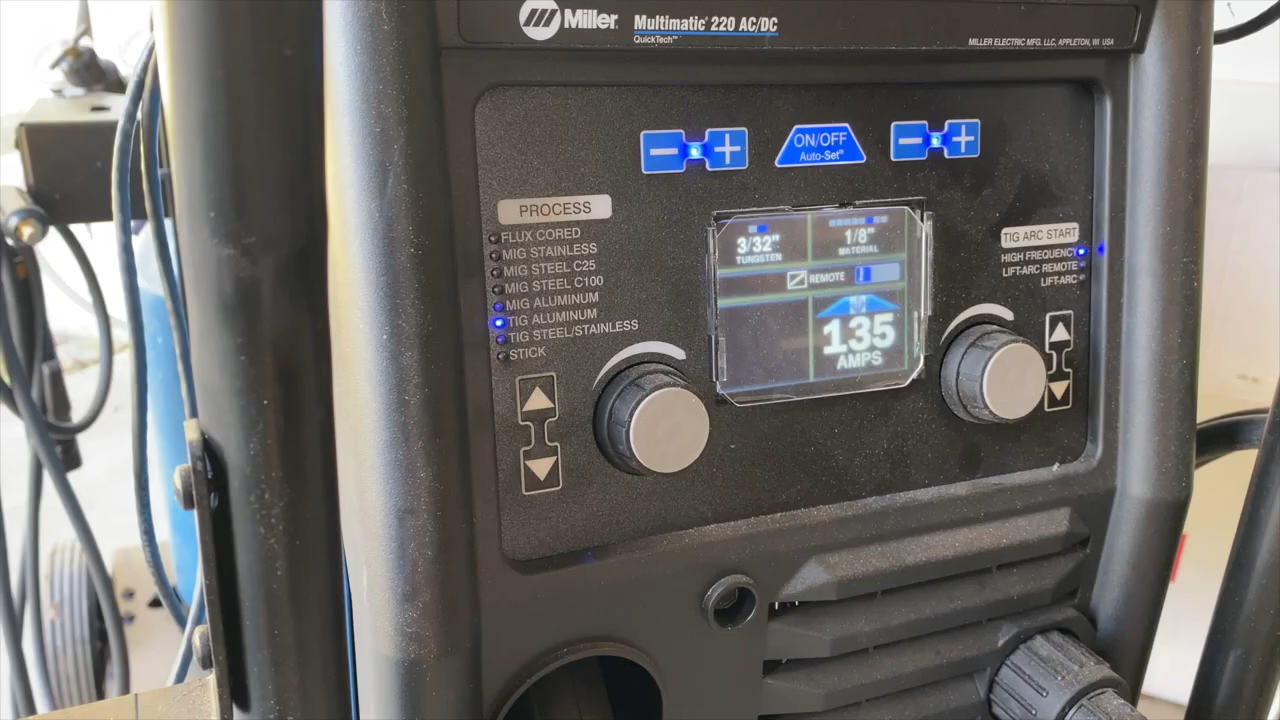 Miller®
Multimatic® 220 AC/DC
QuickTech™
MILLER ELECTRIC MFG. LLC, APPLETON, WI USA
− +
ON/OFF
Auto-Set™
− +
PROCESS
FLUX CORED
MIG STAINLESS
MIG STEEL C25
MIG STEEL C100
MIG ALUMINUM
TIG ALUMINUM
TIG STEEL/STAINLESS
STICK
3/32"
TUNGSTEN
1/8"
MATERIAL
REMOTE
135
AMPS
TIG ARC START
HIGH FREQUENCY
LIFT-ARC REMOTE
LIFT-ARC